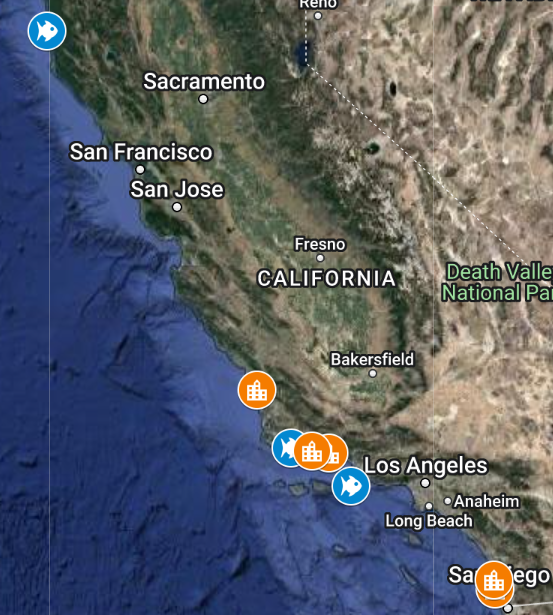 Reno
Sacramento
San Francisco
San Jose
Fresno
CALIFORNIA
Death Valle
National Par
Bakersfield
Los Angeles
Anaheim
Long Beach
Sa
ego